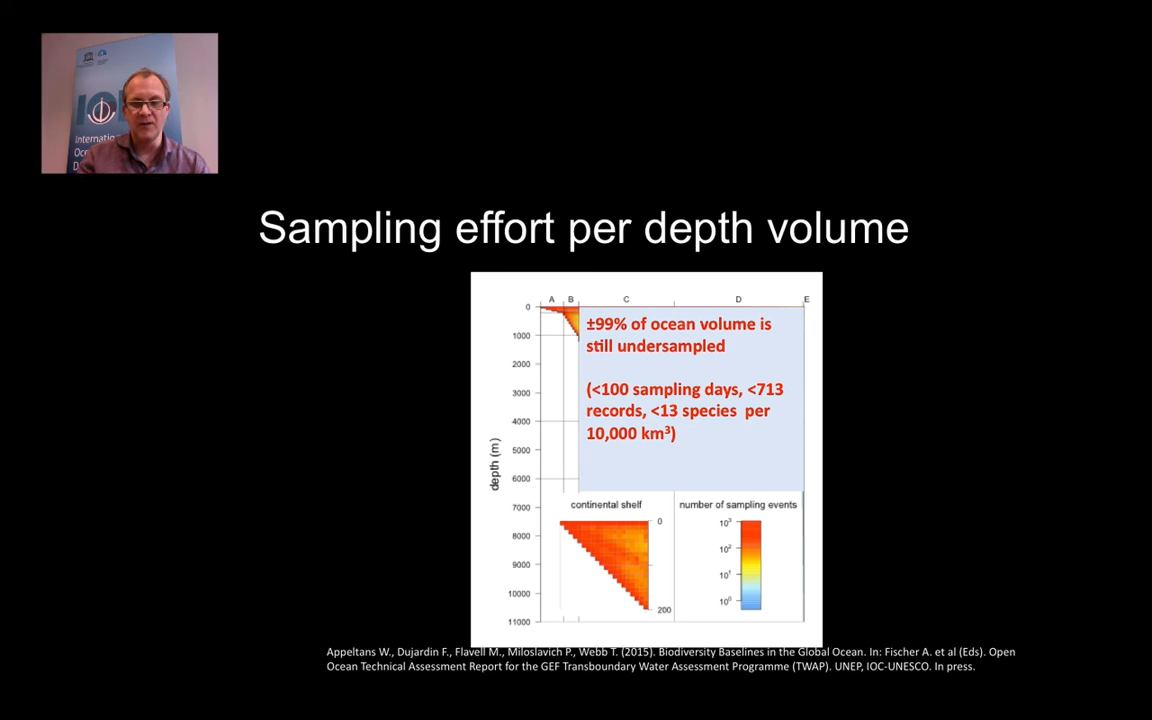 IO
Internatio
Oce
D
Sampling effort per depth volume
A B C D E
0
1000
2000
3000
4000
5000
6000
7000
8000
9000
10000
11000
depth (m)
±99% of ocean volume is
still undersampled
(<100 sampling days, <713
records, <13 species per
10,000 km³)
continental shelf
0
200
number of sampling events
10³
10²
10¹
10⁰
Appeltans W., Dujardin F., Flavell M., Miloslavich P., Webb T. (2015). Biodiversity Baselines in the Global Ocean. In: Fischer A. et al (Eds). Open
Ocean Technical Assessment Report for the GEF Transboundary Water Assessment Programme (TWAP). UNEP, IOC-UNESCO. In press.